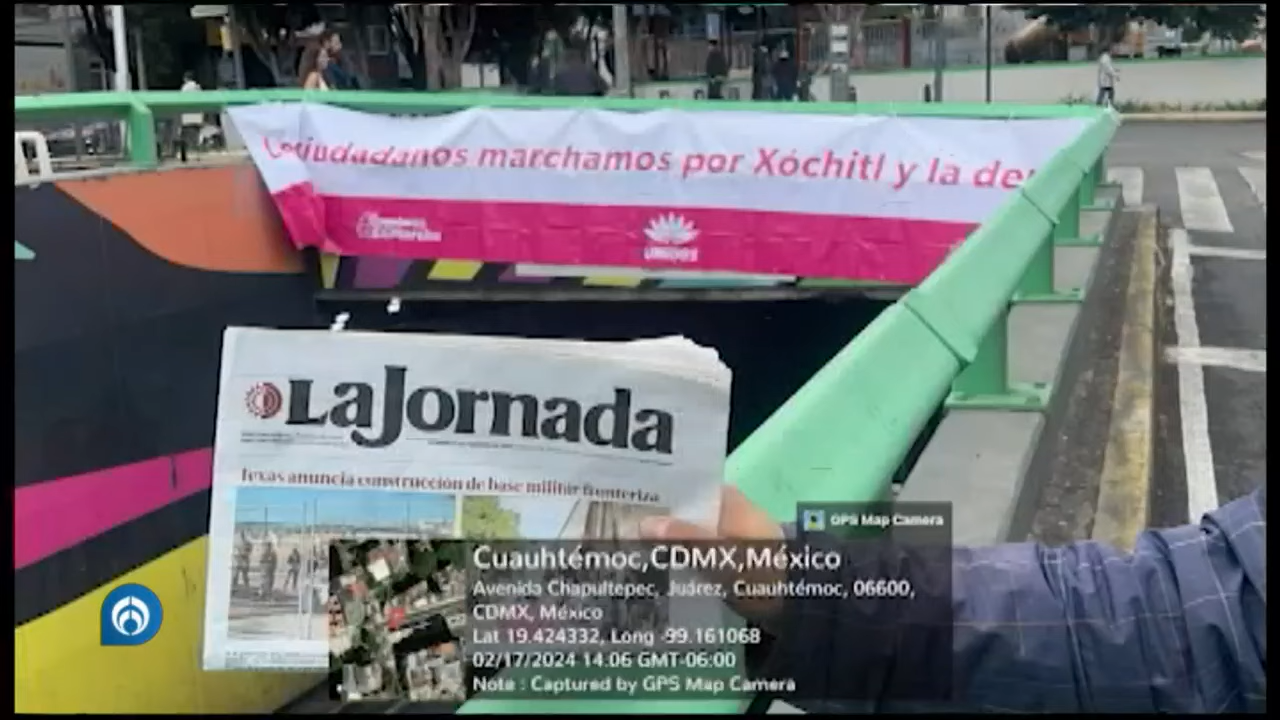 ciudadanos marchamos por Xóchitl y la de
UNIDOS
La Jornada
Texas anuncia construcción de base militar fronteriza
GPS Map Camera
Cuauhtémoc,CDMX,México
Avenida Chapultepec, Juárez, Cuauhtémoc, 06600,
CDMX, México
Lat 19.424332, Long -99.161068
02/17/2024 14:06 GMT-06:00
Note : Captured by GPS Map Camera